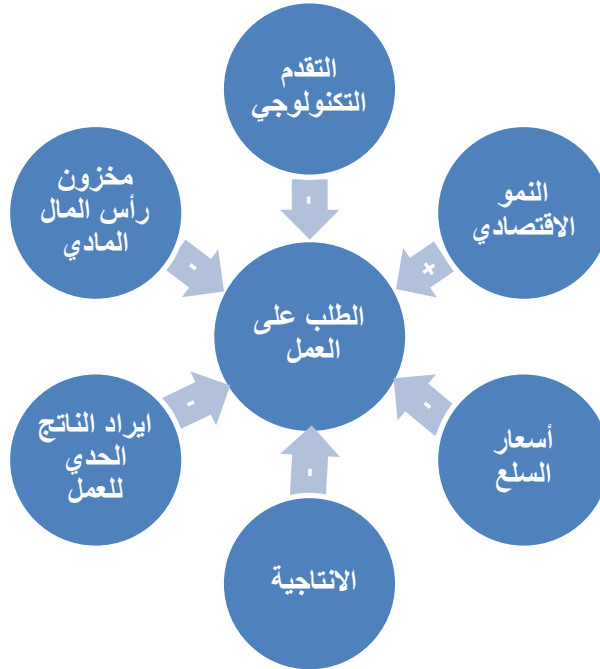 التقدم
التكنولوجي
-
النمو
الاقتصادي
+
أسعار
السلع
-
الانتاجية
-
ايراد الناتج
الحدي
للعمل
-
مخزون
رأس المال
المادي
-
الطلب على
العمل